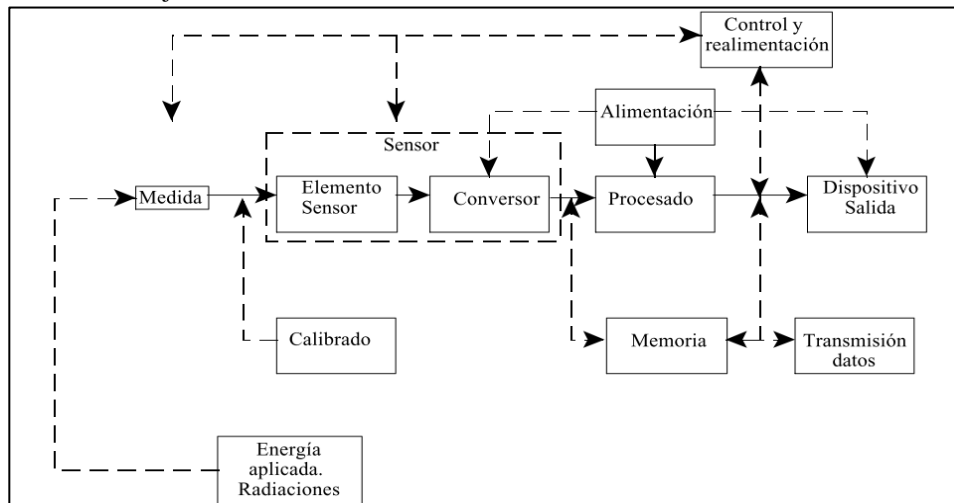 Control y
realimentación
Alimentación
Sensor
Medida
Elemento
Sensor
Conversor
Procesado
Dispositivo
Salida
Calibrado
Memoria
Transmisión
datos
Energía
aplicada.
Radiaciones